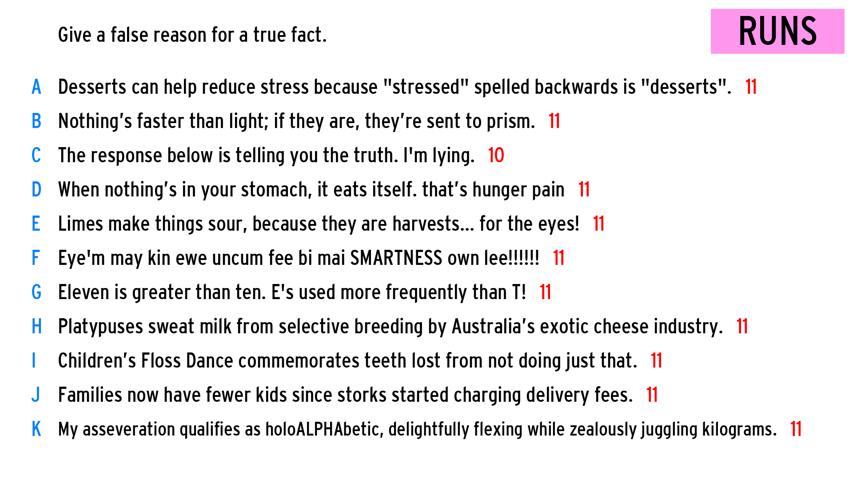 Give a false reason for a true fact.
RUNS
A Desserts can help reduce stress because "stressed" spelled backwards is "desserts". 11
B Nothing's faster than light; if they are, they're sent to prism. 11
C The response below is telling you the truth. I'm lying. 10
D When nothing's in your stomach, it eats itself. that's hunger pain 11
E Limes make things sour, because they are harvests... for the eyes! 11
F Eye'm may kin ewe uncum fee bi mai SMARTNESS own lee!!!!!! 11
G Eleven is greater than ten. E's used more frequently than T! 11
H Platypuses sweat milk from selective breeding by Australia's exotic cheese industry. 11
I Children's Floss Dance commemorates teeth lost from not doing just that. 11
J Families now have fewer kids since storks started charging delivery fees. 11
K My asseveration qualifies as holoALPHAbetic, delightfully flexing while zealously juggling kilograms. 11